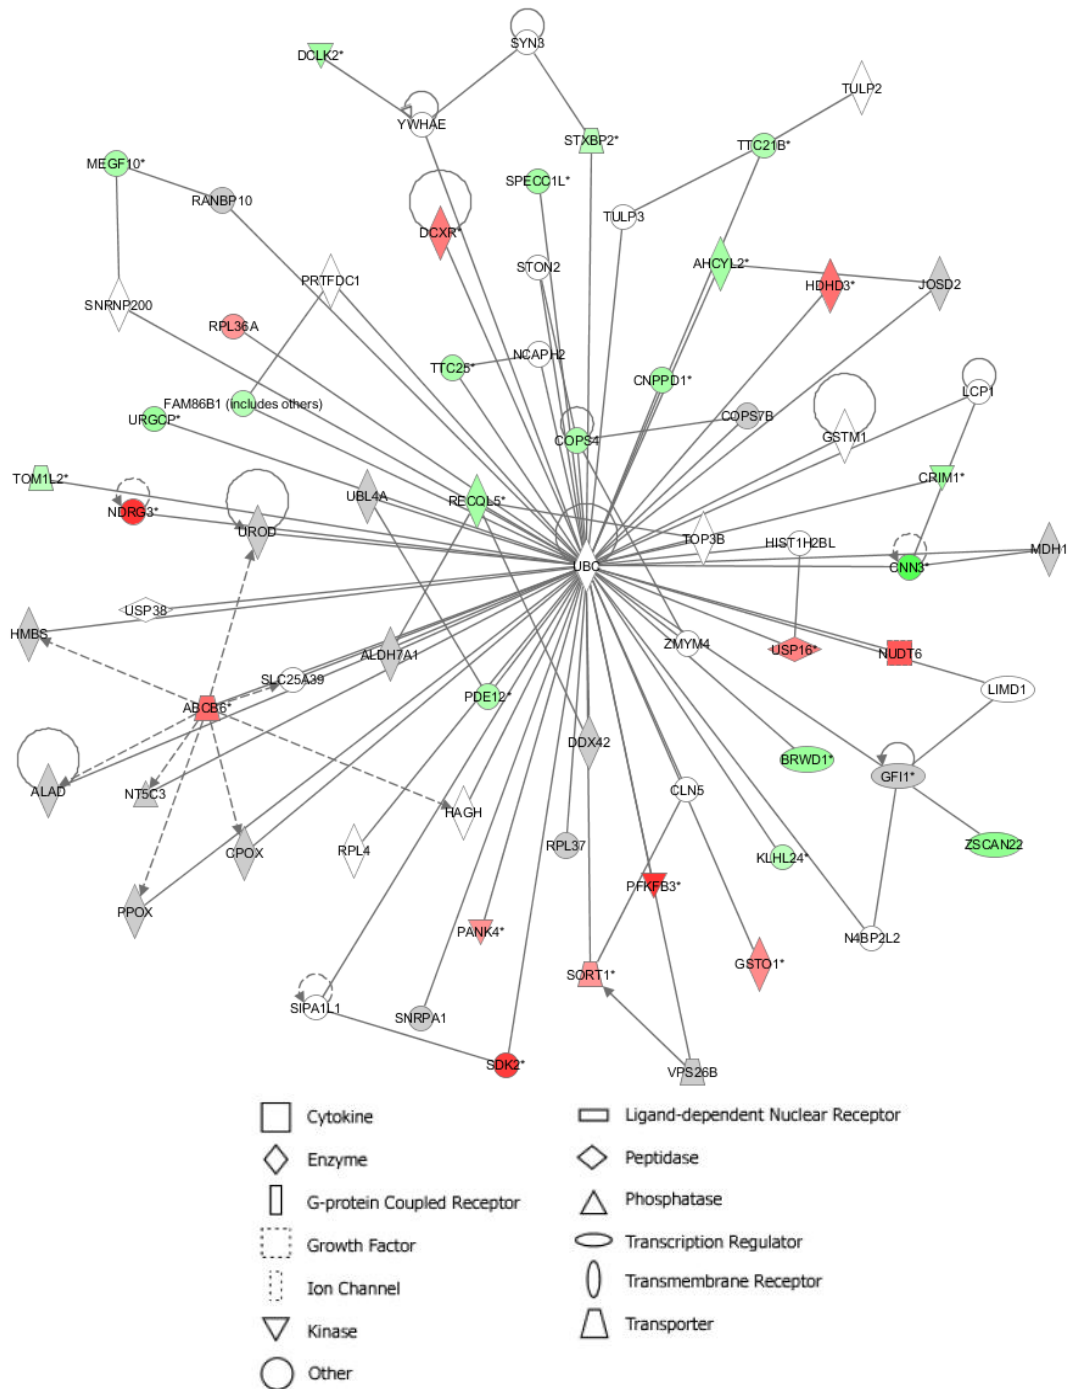 SYN3
DCLK2*
TULP2
YWHAE
STXBP2*
TTC21B*
MEGF10*
SPECC1L*
RANBP10
TULP3
DCXR*
STON2
AHCYL2*
PRTFDC1
HDHD3*
JOSD2
SNRNP200
RPL36A
NCAPH2
TTC25*
CNPPD1*
LCP1
FAM86B1 (includes others)
URGCP*
COPS7B
GSTM1
COPS4
TOM1L2*
UBL4A
RECQL5*
CRIM1*
NDRG3*
UROD
TOP3B
HIST1H2BL
MDH1
UBC
CNN3*
USP38
HMBS
ZMYM4
USP16*
NUDT6
ALDH7A1
SLC25A39
LIMD1
PDE12*
ABCB6*
DDX42
BRWD1*
GFI1*
ALAD
NT5C3
CLN5
HAGH
RPL4
RPL37
KLHL24*
ZSCAN22
CPOX
PFKFB3*
PPOX
PANK4*
N4BP2L2
GSTO1*
SORT1*
SIPA1L1
SNRPA1
SDK2*
VPS26B
Cytokine
Ligand-dependent Nuclear Receptor
Enzyme
Peptidase
G-protein Coupled Receptor
Phosphatase
Growth Factor
Transcription Regulator
Ion Channel
Transmembrane Receptor
Kinase
Transporter
Other